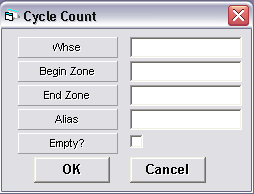 Cycle Count
Whse
Begin Zone
End Zone
Alias
Empty?
OK
Cancel